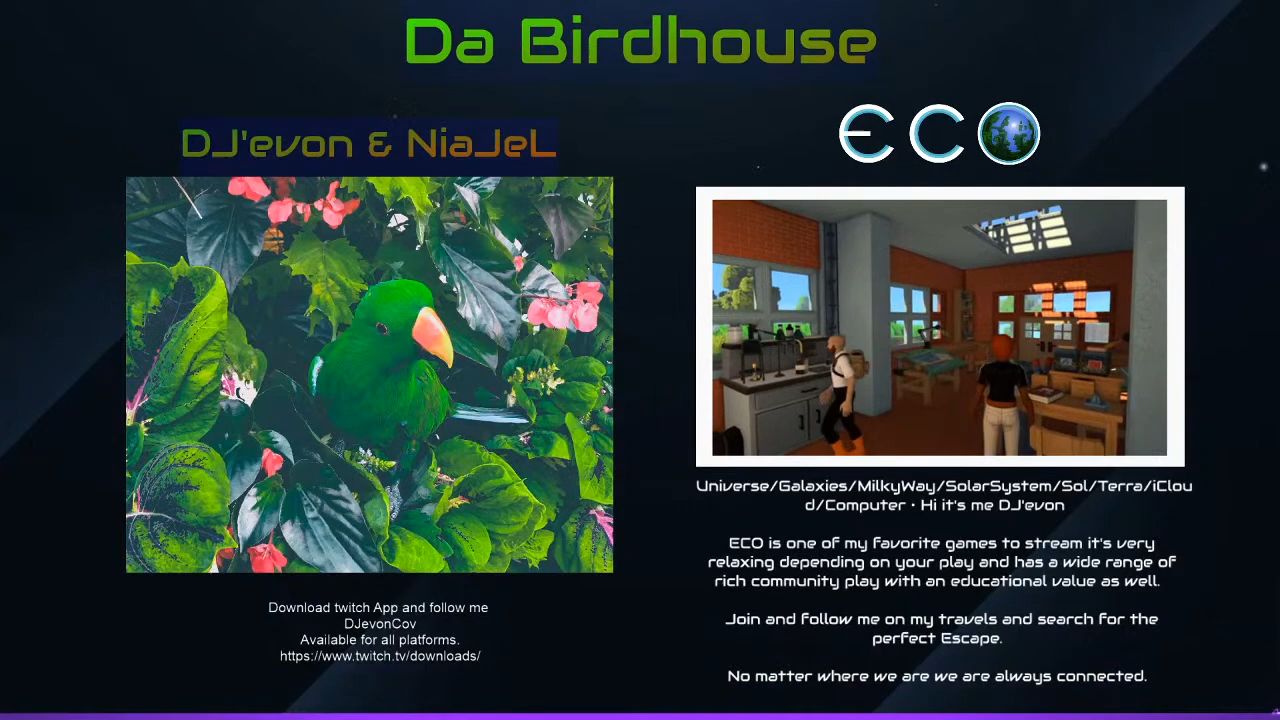 Da Birdhouse
DJ'evon & NiaJeL
ECO
Universe/Galaxies/MilkyWay/SolarSystem/Sol/Terra/iClou
d/Computer • Hi it's me DJ'evon
ECO is one of my favorite games to stream it's very
relaxing depending on your play and has a wide range of
rich community play with an educational value as well.
Join and follow me on my travels and search for the
perfect Escape.
No matter where we are we are always connected.
Download twitch App and follow me
DJevonCov
Available for all platforms.
https://www.twitch.tv/downloads/